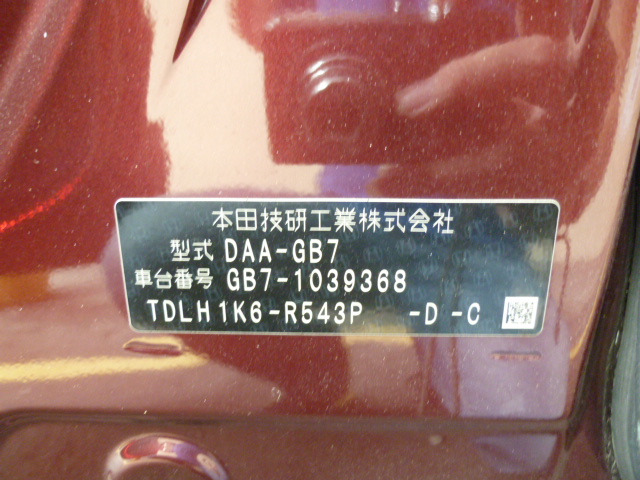 本田技研工業株式会社
型式 DAA-GB7
車台番号 GB7-1039368
TDLH1K6-R543P -D -C